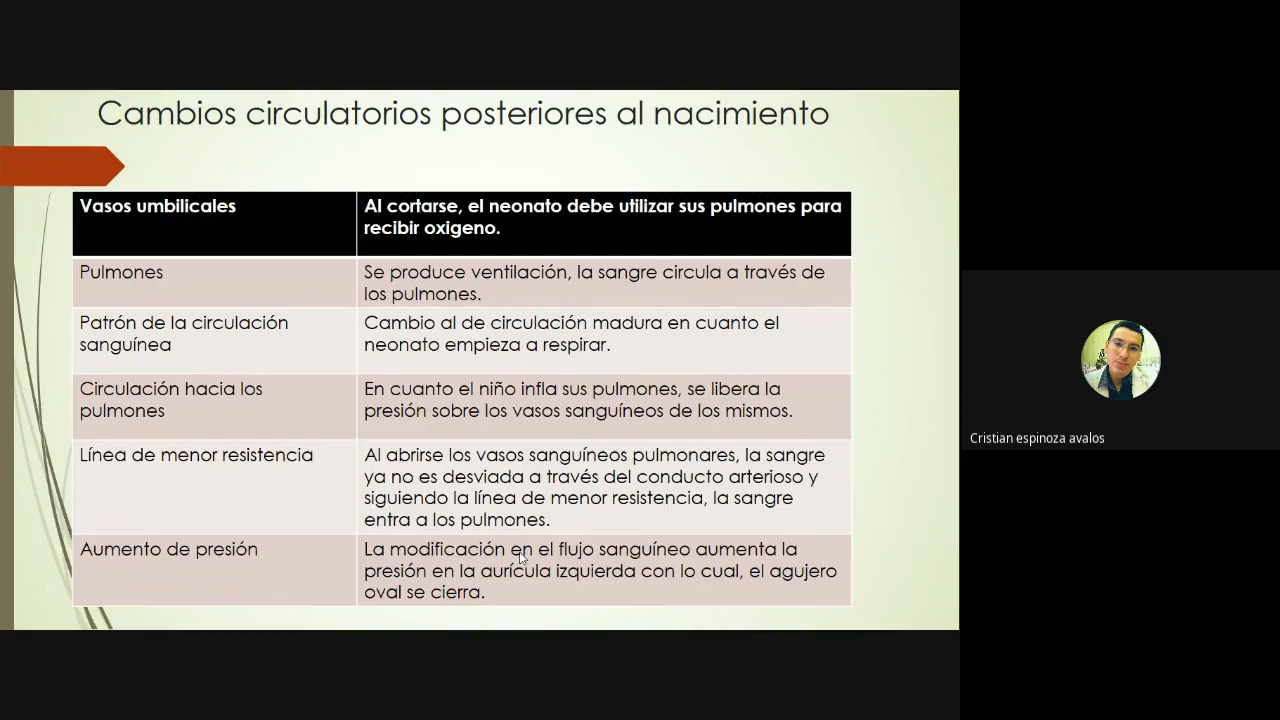 Cambios circulatorios posteriores al nacimiento
Vasos umbilicales
Al cortarse, el neonato debe utilizar sus pulmones para
recibir oxigeno.
Pulmones
Se produce ventilación, la sangre circula a través de
los pulmones.
Patrón de la circulación
sanguínea
Cambio al de circulación madura en cuanto el
neonato empieza a respirar.
Circulación hacia los
pulmones
En cuanto el niño infla sus pulmones, se libera la
presión sobre los vasos sanguíneos de los mismos.
Línea de menor resistencia
Al abrirse los vasos sanguíneos pulmonares, la sangre
ya no es desviada a través del conducto arterioso y
siguiendo la línea de menor resistencia, la sangre
entra a los pulmones.
Aumento de presión
La modificación en el flujo sanguíneo aumenta la
presión en la aurícula izquierda con lo cual, el agujero
oval se cierra.
Cristian espinoza avalos